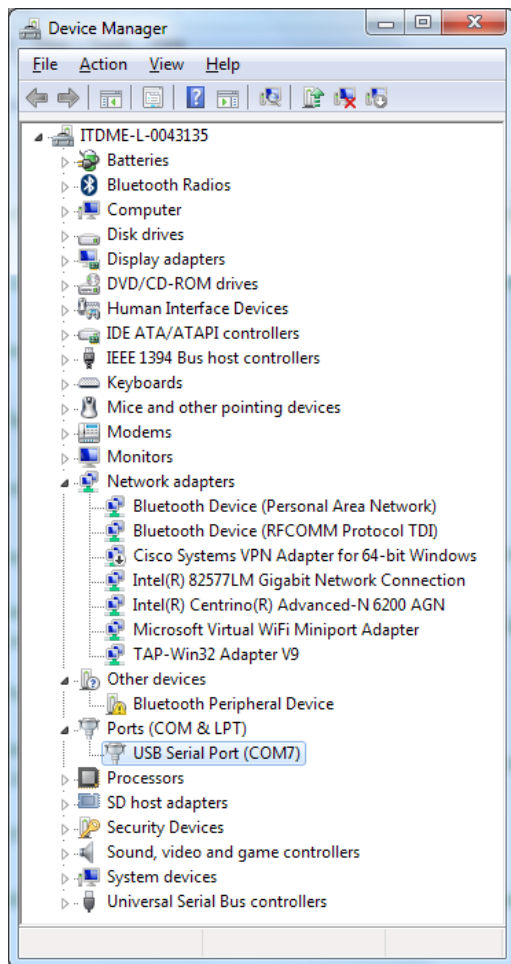 Device Manager
File Action View Help
ITDME-L-0043135
Batteries
Bluetooth Radios
Computer
Disk drives
Display adapters
DVD/CD-ROM drives
Human Interface Devices
IDE ATA/ATAPI controllers
IEEE 1394 Bus host controllers
Keyboards
Mice and other pointing devices
Modems
Monitors
Network adapters
Bluetooth Device (Personal Area Network)
Bluetooth Device (RFCOMM Protocol TDI)
Cisco Systems VPN Adapter for 64-bit Windows
Intel(R) 82577LM Gigabit Network Connection
Intel(R) Centrino(R) Advanced-N 6200 AGN
Microsoft Virtual WiFi Miniport Adapter
TAP-Win32 Adapter V9
Other devices
Bluetooth Peripheral Device
Ports (COM & LPT)
USB Serial Port (COM7)
Processors
SD host adapters
Security Devices
Sound, video and game controllers
System devices
Universal Serial Bus controllers